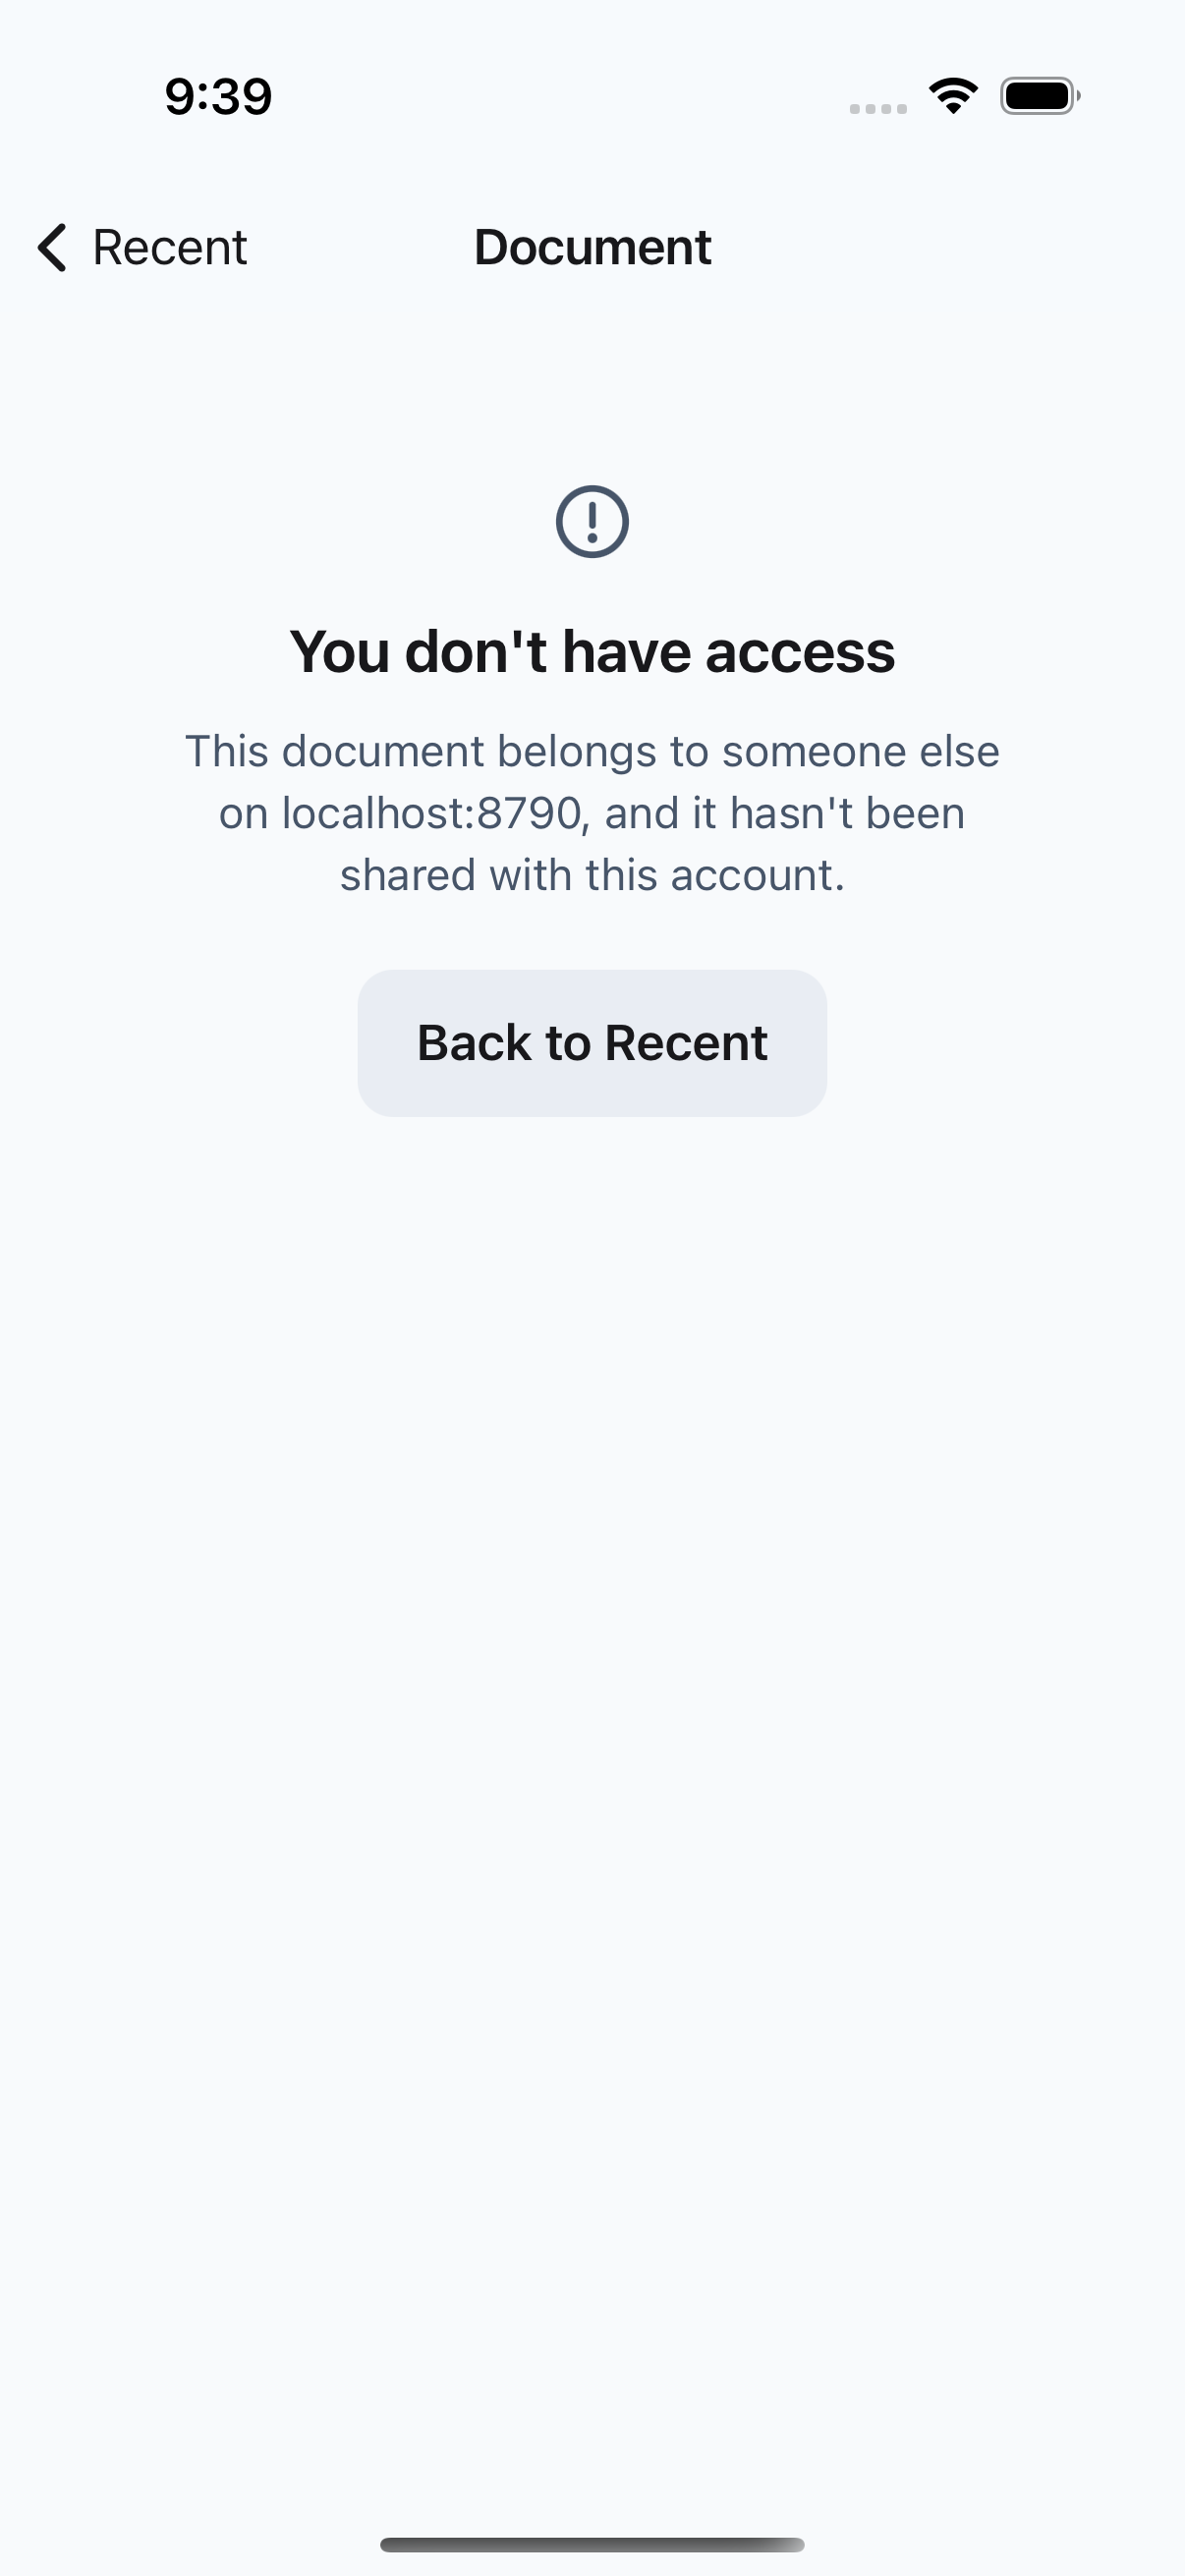 9:39
Recent
Document
You don't have access
This document belongs to someone else
on localhost:8790, and it hasn't been
shared with this account.
Back to Recent